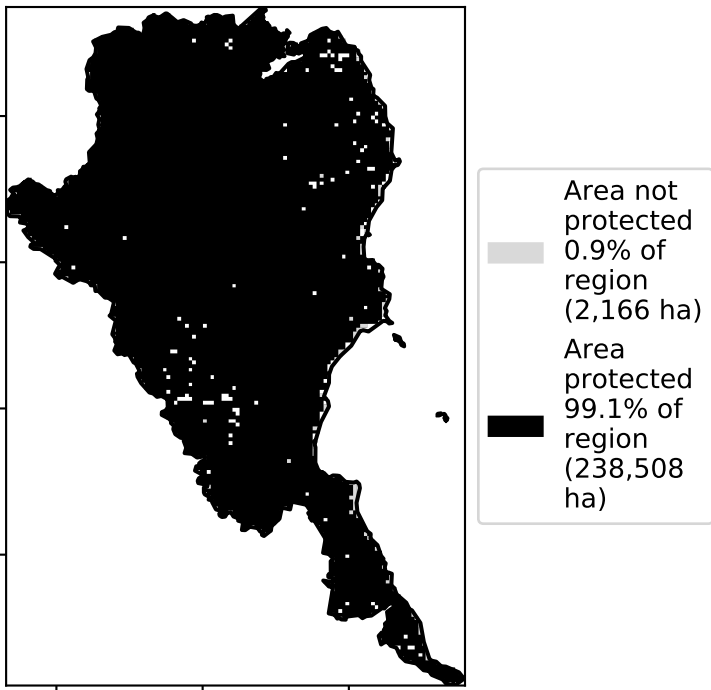 Area not
protected
0.9% of
region
(2,166 ha)
Area
protected
99.1% of
region
(238,508
ha)